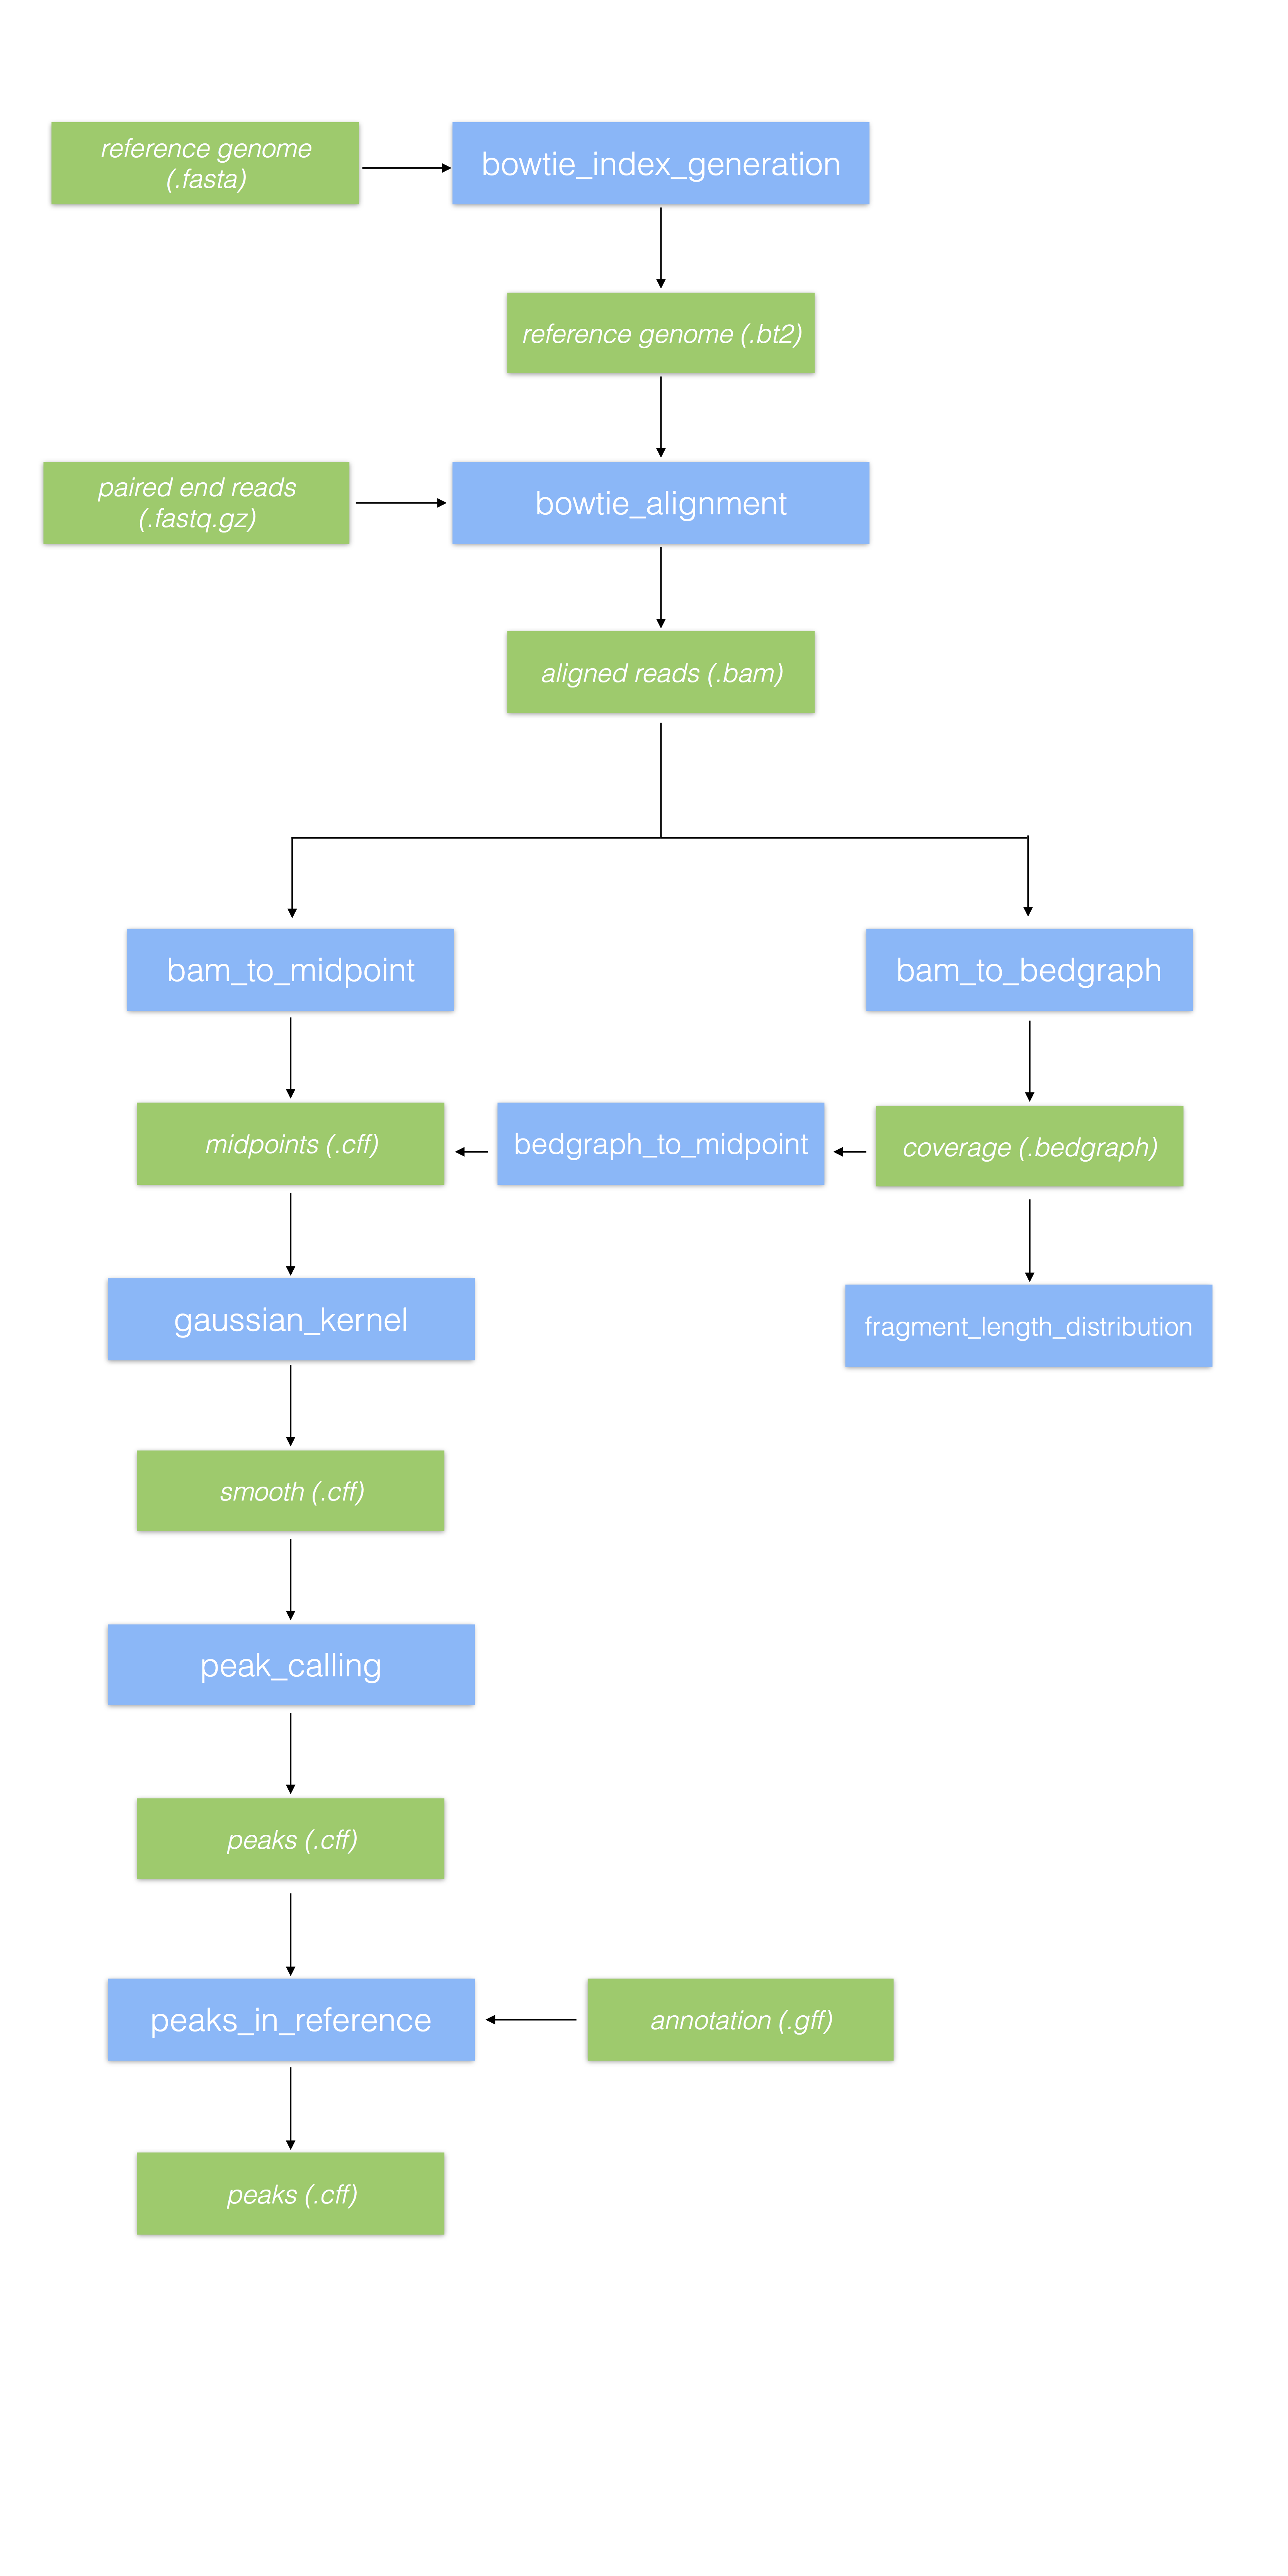 reference genome
(.fasta)
bowtie_index_generation
reference genome (.bt2)
paired end reads
(.fastq.gz)
bowtie_alignment
aligned reads (.bam)
bam_to_midpoint
bam_to_bedgraph
midpoints (.cff)
bedgraph_to_midpoint
coverage (.bedgraph)
gaussian_kernel
fragment_length_distribution
smooth (.cff)
peak_calling
peaks (.cff)
peaks_in_reference
annotation (.gff)
peaks (.cff)